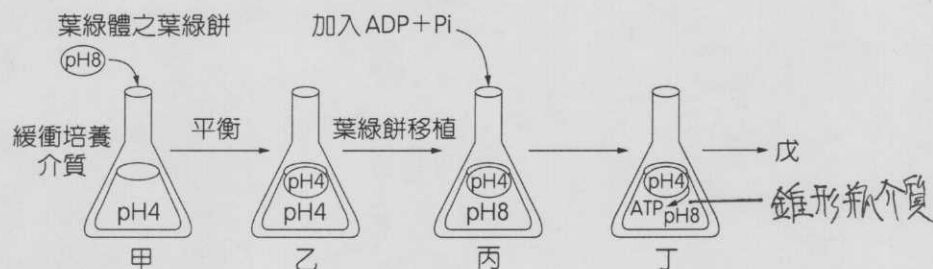 葉綠體之葉綠餅
pH8
加入ADP+Pi
緩衝培養
介質
平衡
葉綠餅移植
戊
pH4
pH4
pH4
pH4
pH8
pH4
ATP
pH8
錐形瓶介質
甲
乙
丙
丁